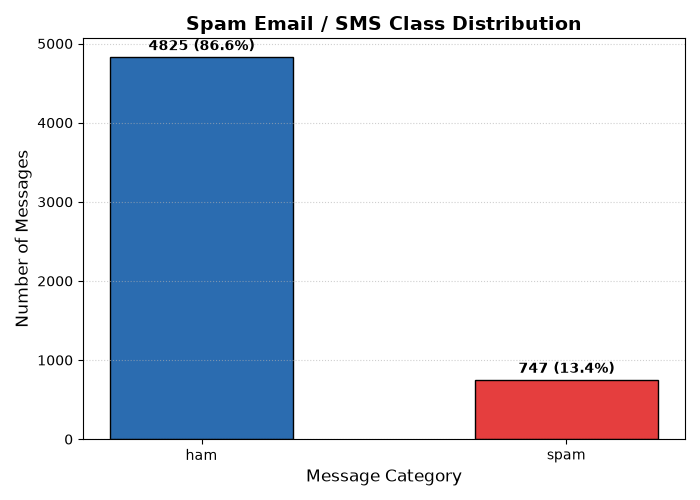 Spam Email / SMS Class Distribution
5000
4825 (86.6%)
4000
3000
2000
1000
747 (13.4%)
0
Number of Messages
ham
spam
Message Category